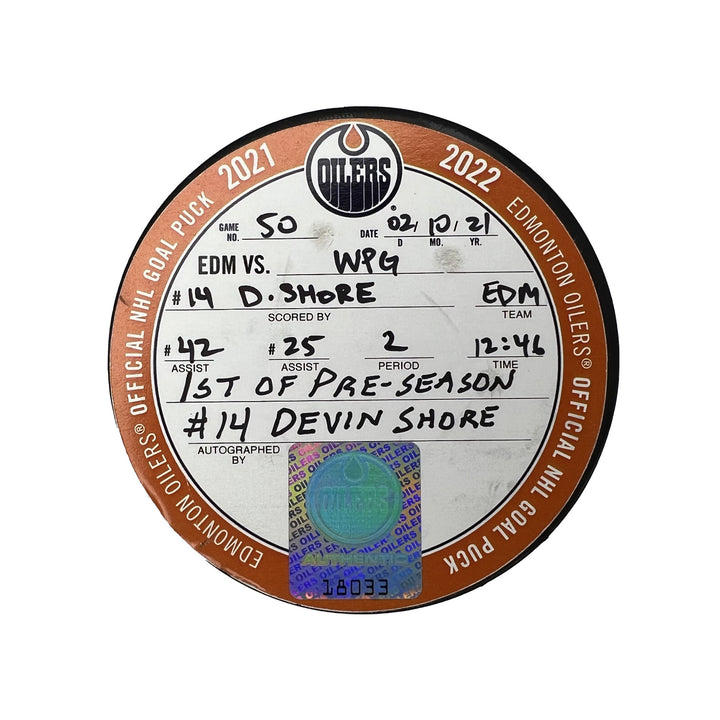 EDMONTON OILERS® OFFICIAL NHL GOAL PUCK 2021
OILERS
®
2022 EDMONTON OILERS® OFFICIAL NHL GOAL PUCK
GAME NO. 50 DATE 02/10/21
D MO. YR.
EDM VS. WPG
#14 D. SHORE EDM
SCORED BY TEAM
#42 #25 2 12:46
ASSIST ASSIST PERIOD TIME
1ST OF PRE-SEASON
#14 DEVIN SHORE
AUTOGRAPHED BY
OILERS
AUTHENTIC
18033